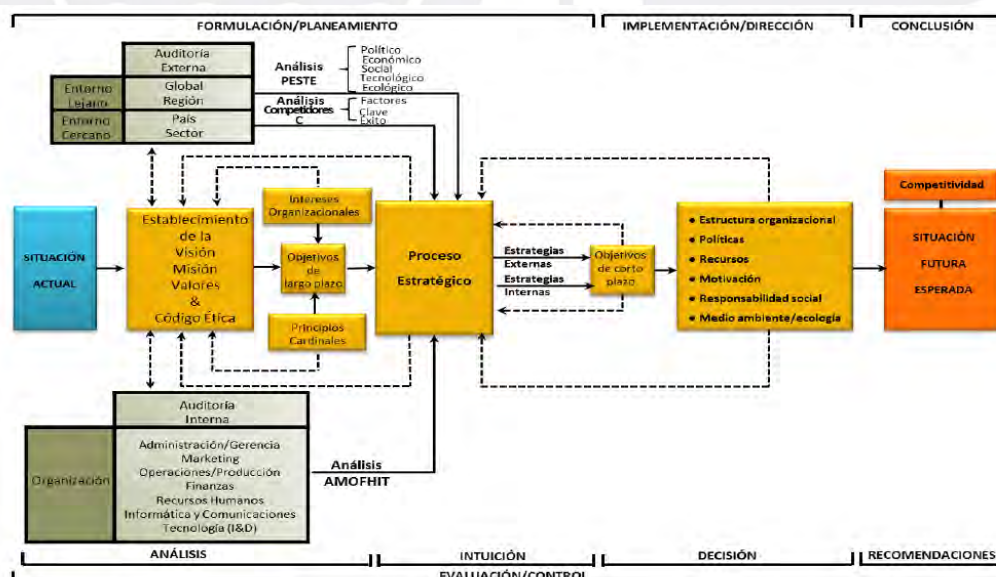 FORMULACIÓN/PLANEAMIENTO
IMPLEMENTACIÓN/DIRECCIÓN
CONCLUSIÓN
Auditoría
Externa
Entorno
Lejano
Global
Región
Entorno
Cercano
País
Sector
Análisis
PESTE
Político
Económico
Social
Tecnológico
Ecológico
Análisis
Competidores
C
Factores
Clave
Éxito
SITUACIÓN
ACTUAL
Establecimiento
de la
Visión
Misión
Valores
&
Código Ética
Intereses
Organizacionales
Objetivos de
largo plazo
Principios
Cardinales
Proceso
Estratégico
Estrategias
Externas
Estrategias
Internas
Objetivos
de corto
plazo
• Estructura organizacional
• Políticas
• Recursos
• Motivación
• Responsabilidad social
• Medio ambiente/ecología
Competitividad
SITUACIÓN
FUTURA
ESPERADA
Auditoría
Interna
Organización
Administración/Gerencia
Marketing
Operaciones/Producción
Finanzas
Recursos Humanos
Informática y Comunicaciones
Tecnología (I&D)
Análisis
AMOFHIT
ANÁLISIS
INTUICIÓN
DECISIÓN
RECOMENDACIONES
EVALUACIÓN/CONTROL